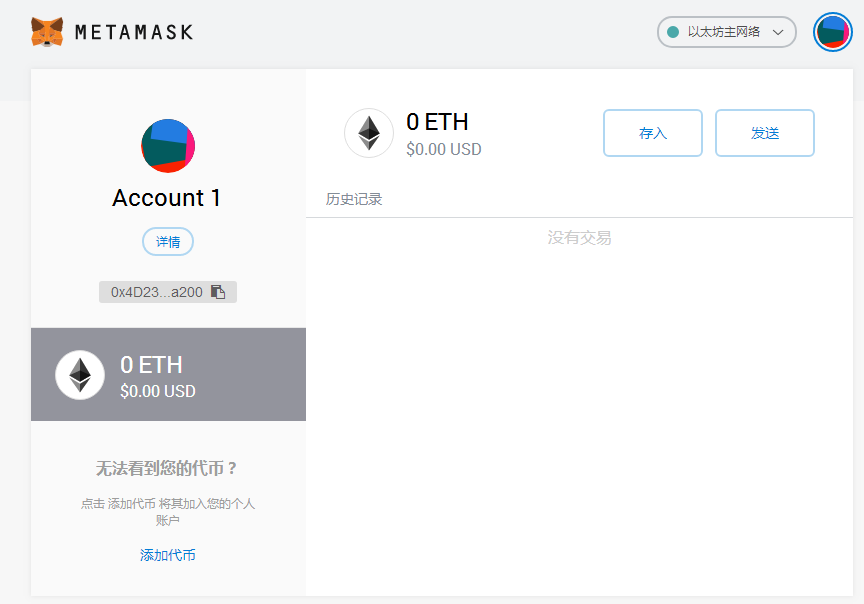 METAMASK
以太坊主网络
Account 1
详情
0x4D23...a200
0 ETH
$0.00 USD
无法看到您的代币？
点击 添加代币 将其加入您的个人
账户
添加代币
0 ETH
$0.00 USD
存入
发送
历史记录
没有交易